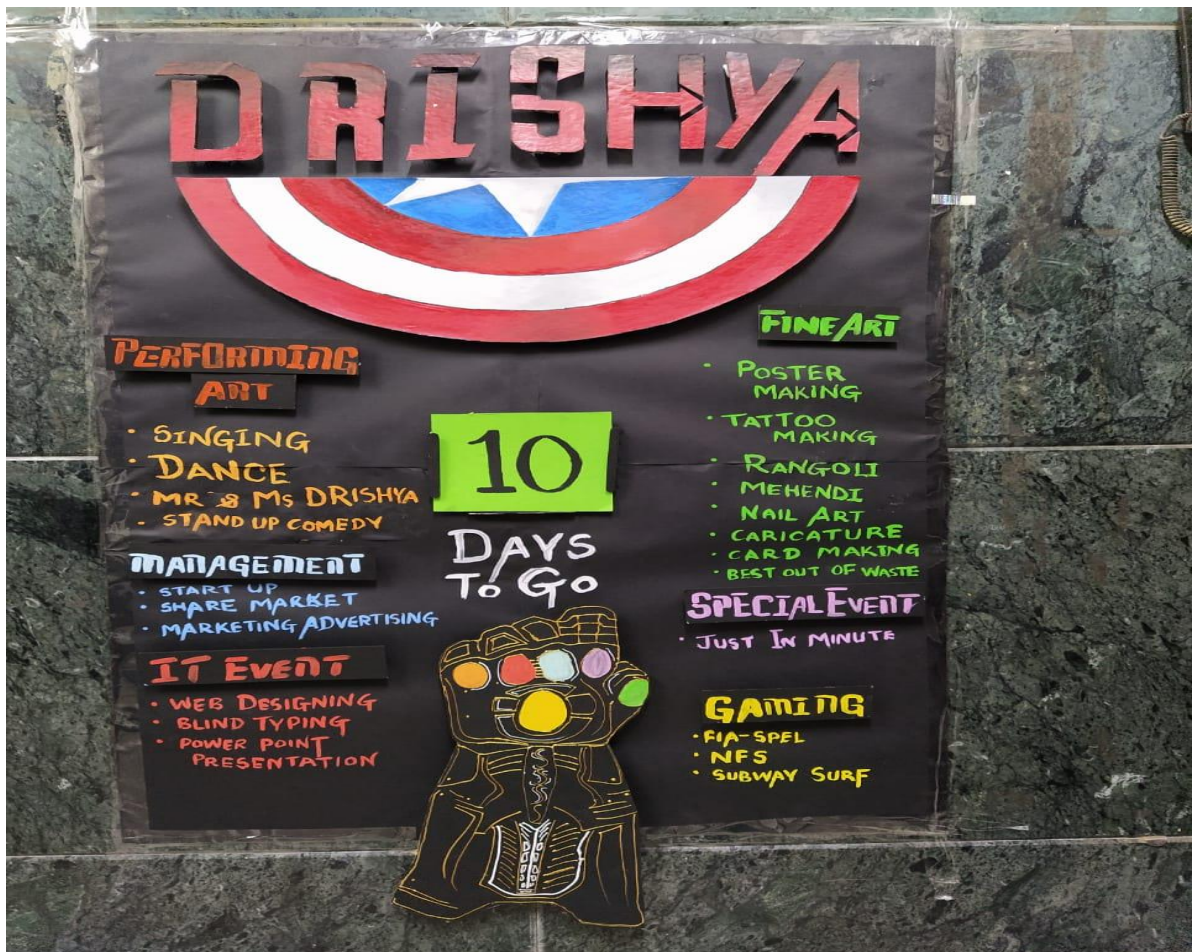 DRISHYA
PERFORMING
ART
• SINGING
• DANCE
• MR & MS DRISHYA
• STAND UP COMEDY
MANAGEMENT
• START UP
• SHARE MARKET
• MARKETING ADVERTISING
IT EVENT
• WEB DESIGNING
• BLIND TYPING
• POWER POINT
PRESENTATION
10
DAYS
TO GO
FINE ART
• POSTER
MAKING
• TATTOO
MAKING
• RANGOLI
• MEHENDI
• NAIL ART
• CARICATURE
• CARD MAKING
• BEST OUT OF WASTE
SPECIAL EVENT
• JUST IN MINUTE
GAMING
• FIA-SPEL
• NFS
• SUBWAY SURF